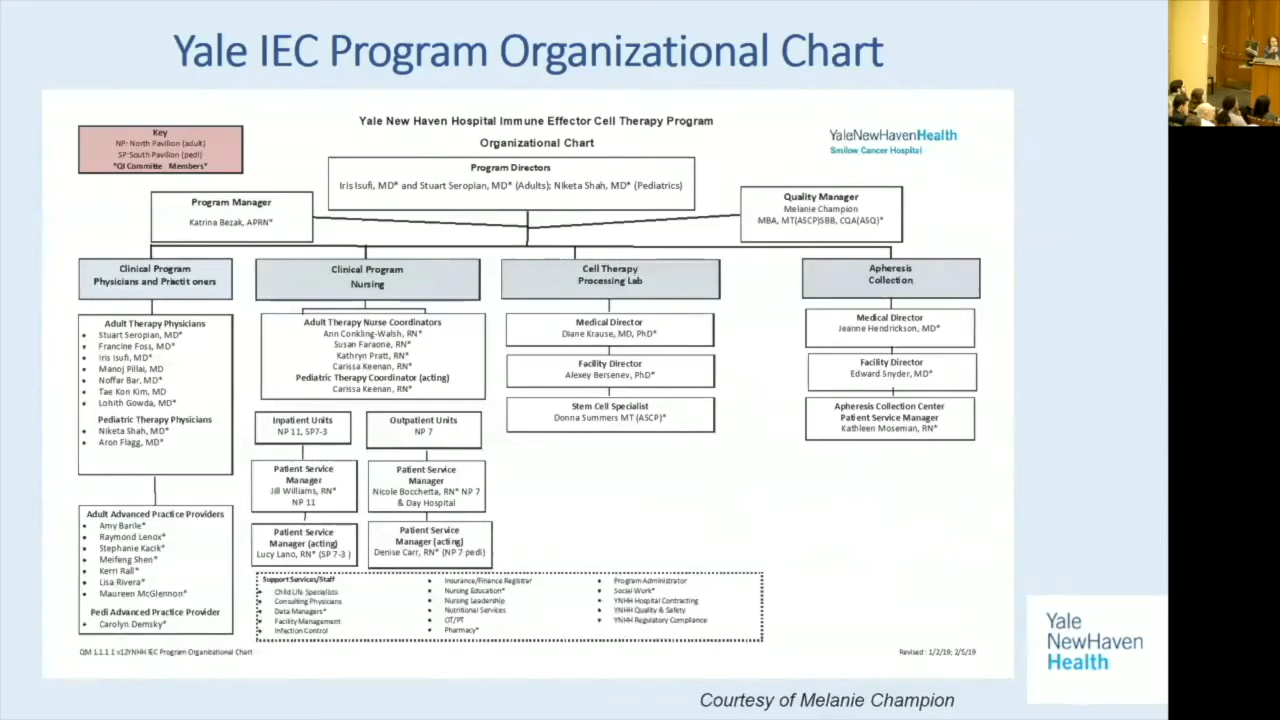 Yale IEC Program Organizational Chart
Yale New Haven Hospital Immune Effector Cell Therapy Program
Organizational Chart
YaleNewHavenHealth
Smilow Cancer Hospital
Key
NP- North Pavilion (adult)
SP-South Pavilion (pedi)
*QI Committe Members*
Program Directors
Iris Isufi, MD* and Stuart Seropian, MD* (Adults); Niketa Shah, MD* (Pediatrics)
Program Manager
Katrina Bezak, APRN*
Quality Manager
Melanie Champion
MBA, MT(ASCP)SBB, CQA(ASQ)*
Clinical Program
Physicians and Practitioners
Adult Therapy Physicians
Stuart Seropian, MD*
Francine Foss, MD*
Iris Isufi, MD*
Manoj Pillai, MD
Noffar Bar, MD*
Tae Kon Kim, MD
Lohith Gowda, MD*
Pediatric Therapy Physicians
Niketa Shah, MD*
Aron Flagg, MD*
Adult Advanced Practice Providers
Amy Barile*
Raymond Lenox*
Stephanie Kacik*
Meifeng Shen*
Kerri Rall*
Lisa Rivera*
Maureen McGlennon*
Pedi Advanced Practice Provider
Carolyn Demsky*
Clinical Program
Nursing
Adult Therapy Nurse Coordinators
Ann Conkling-Walsh, RN*
Susan Faraone, RN*
Kathryn Pratt, RN*
Carissa Keenan, RN*
Pediatric Therapy Coordinator (acting)
Carissa Keenan, RN*
Inpatient Units
NP 11, SP7-3
Patient Service
Manager
Jill Williams, RN*
NP 11
Patient Service
Manager (acting)
Lucy Lano, RN* (SP 7-3 )
Outpatient Units
NP 7
Patient Service
Manager
Nicole Bocchetta, RN* NP 7
& Day Hospital
Patient Service
Manager (acting)
Denise Carr, RN* (NP 7 pedi)
Cell Therapy
Processing Lab
Medical Director
Diane Krause, MD, PhD*
Facility Director
Alexey Bersenev, PhD*
Stem Cell Specialist
Donna Summers MT (ASCP)*
Apheresis
Collection
Medical Director
Jeanne Hendrickson, MD*
Facility Director
Edward Snyder, MD*
Apheresis Collection Center
Patient Service Manager
Kathleen Moseman, RN*
Support Services/Staff
Child Life Specialists
Consulting Physicians
Data Managers*
Facility Management
Infection Control
Insurance/Finance Registrar
Nursing Education*
Nursing Leadership
Nutritional Services
OT/PT
Pharmacy*
Program Administrator
Social Work*
YNHH Hospital Contracting
YNHH Quality & Safety
YNHH Regulatory Compliance
QM 1.1.1.1 v12YNHH IEC Program Organizational Chart
Revised : 1/2/19; 2/5/19
Yale
NewHaven
Health
Courtesy of Melanie Champion